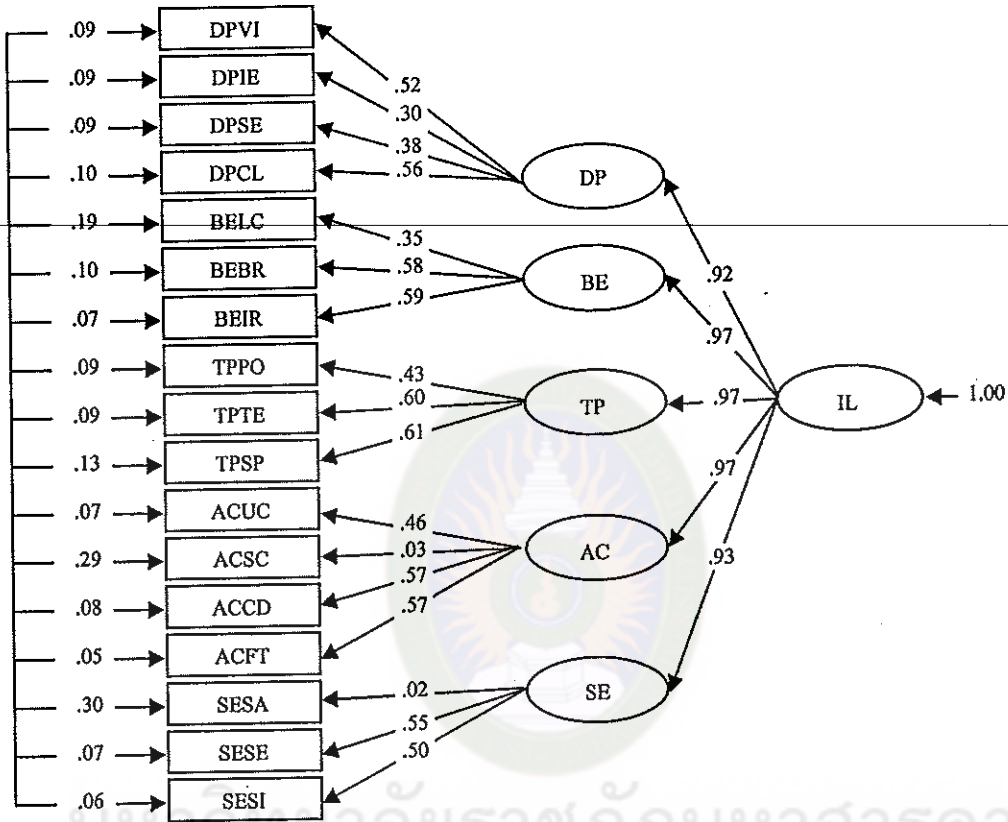 .09 DPVI
.09 DPIE .52
.30
.09 DPSE .38
.10 DPCL .56 DP
.19 BELC .35 .92
.10 BEBR .58 BE
.07 BEIR .59 .97
.09 TPPO .43
.09 TPTE .60 TP .97 IL 1.00
.13 TPSP .61
.07 ACUC .46 .97
.29 ACSC .03 AC .93
.08 ACCD .57
.05 ACFT .57
.30 SESA .02 SE
.07 SESE .55
.06 SESI .50